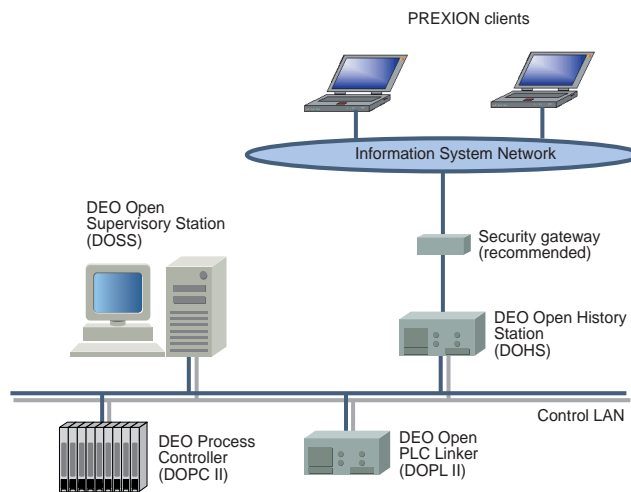 PREXION clients
Information System Network
DEO Open
Supervisory Station
(DOSS)
Security gateway
(recommended)
DEO Open History
Station
(DOHS)
Control LAN
DEO Process
Controller
(DOPC II)
DEO Open
PLC Linker
(DOPL II)